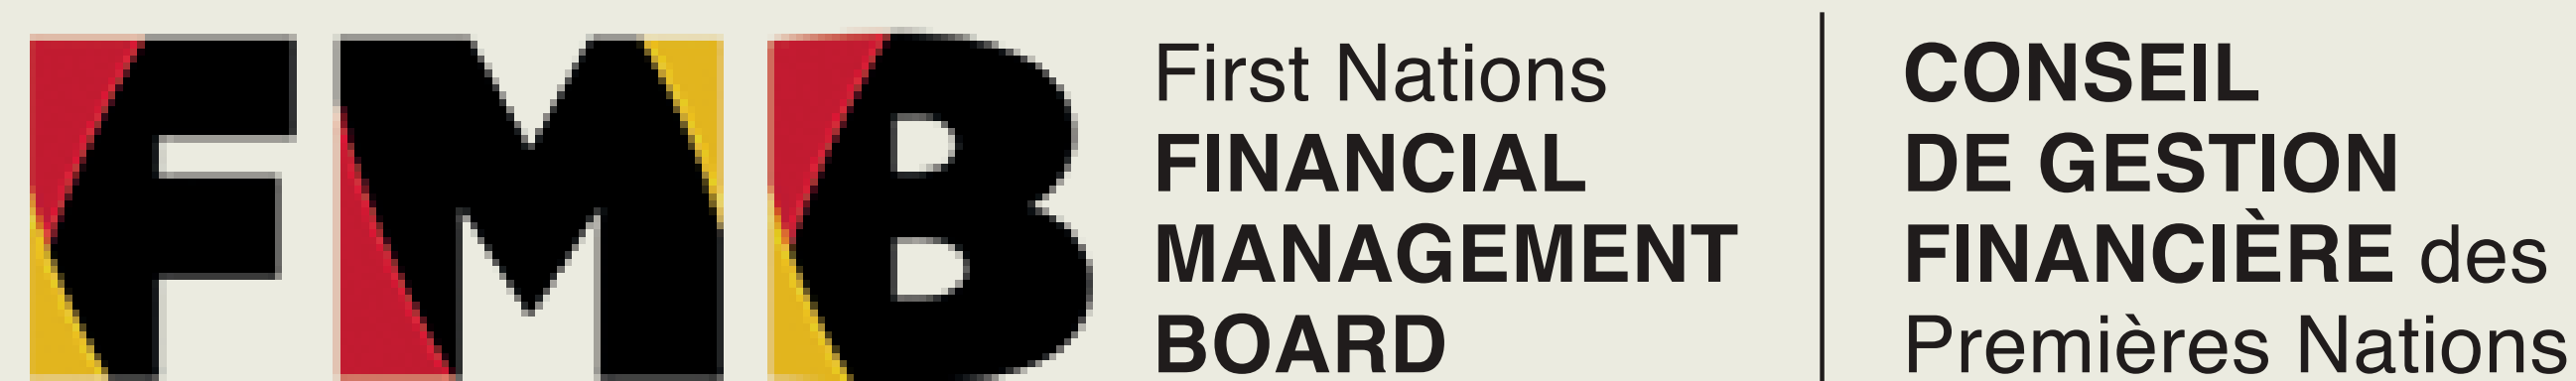 FMB
First Nations
FINANCIAL
MANAGEMENT
BOARD
CONSEIL
DE GESTION
FINANCIÈRE des
Premières Nations